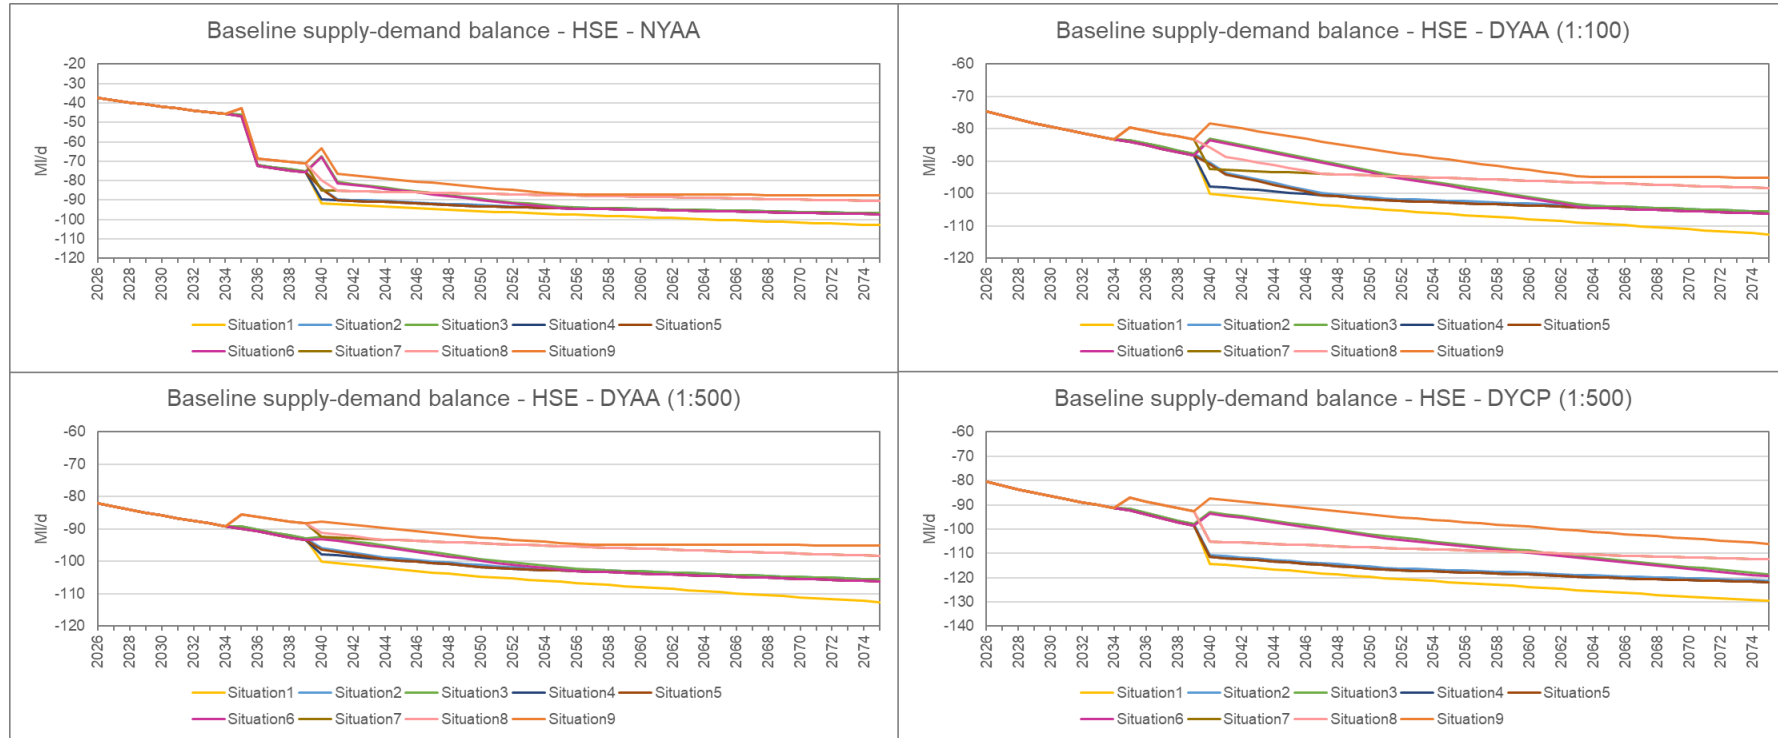 Baseline supply-demand balance - HSE - NYAA
Ml/d
-20
-30
-40
-50
-60
-70
-80
-90
-100
-110
-120
2026 2028 2030 2032 2034 2036 2038 2040 2042 2044 2046 2048 2050 2052 2054 2056 2058 2060 2062 2064 2066 2068 2070 2072 2074
Situation1 Situation2 Situation3 Situation4 Situation5
Situation6 Situation7 Situation8 Situation9
Baseline supply-demand balance - HSE - DYAA (1:100)
Ml/d
-60
-70
-80
-90
-100
-110
-120
2026 2028 2030 2032 2034 2036 2038 2040 2042 2044 2046 2048 2050 2052 2054 2056 2058 2060 2062 2064 2066 2068 2070 2072 2074
Situation1 Situation2 Situation3 Situation4 Situation5
Situation6 Situation7 Situation8 Situation9
Baseline supply-demand balance - HSE - DYAA (1:500)
Ml/d
-60
-70
-80
-90
-100
-110
-120
2026 2028 2030 2032 2034 2036 2038 2040 2042 2044 2046 2048 2050 2052 2054 2056 2058 2060 2062 2064 2066 2068 2070 2072 2074
Situation1 Situation2 Situation3 Situation4 Situation5
Situation6 Situation7 Situation8 Situation9
Baseline supply-demand balance - HSE - DYCP (1:500)
Ml/d
-60
-70
-80
-90
-100
-110
-120
-130
-140
2026 2028 2030 2032 2034 2036 2038 2040 2042 2044 2046 2048 2050 2052 2054 2056 2058 2060 2062 2064 2066 2068 2070 2072 2074
Situation1 Situation2 Situation3 Situation4 Situation5
Situation6 Situation7 Situation8 Situation9